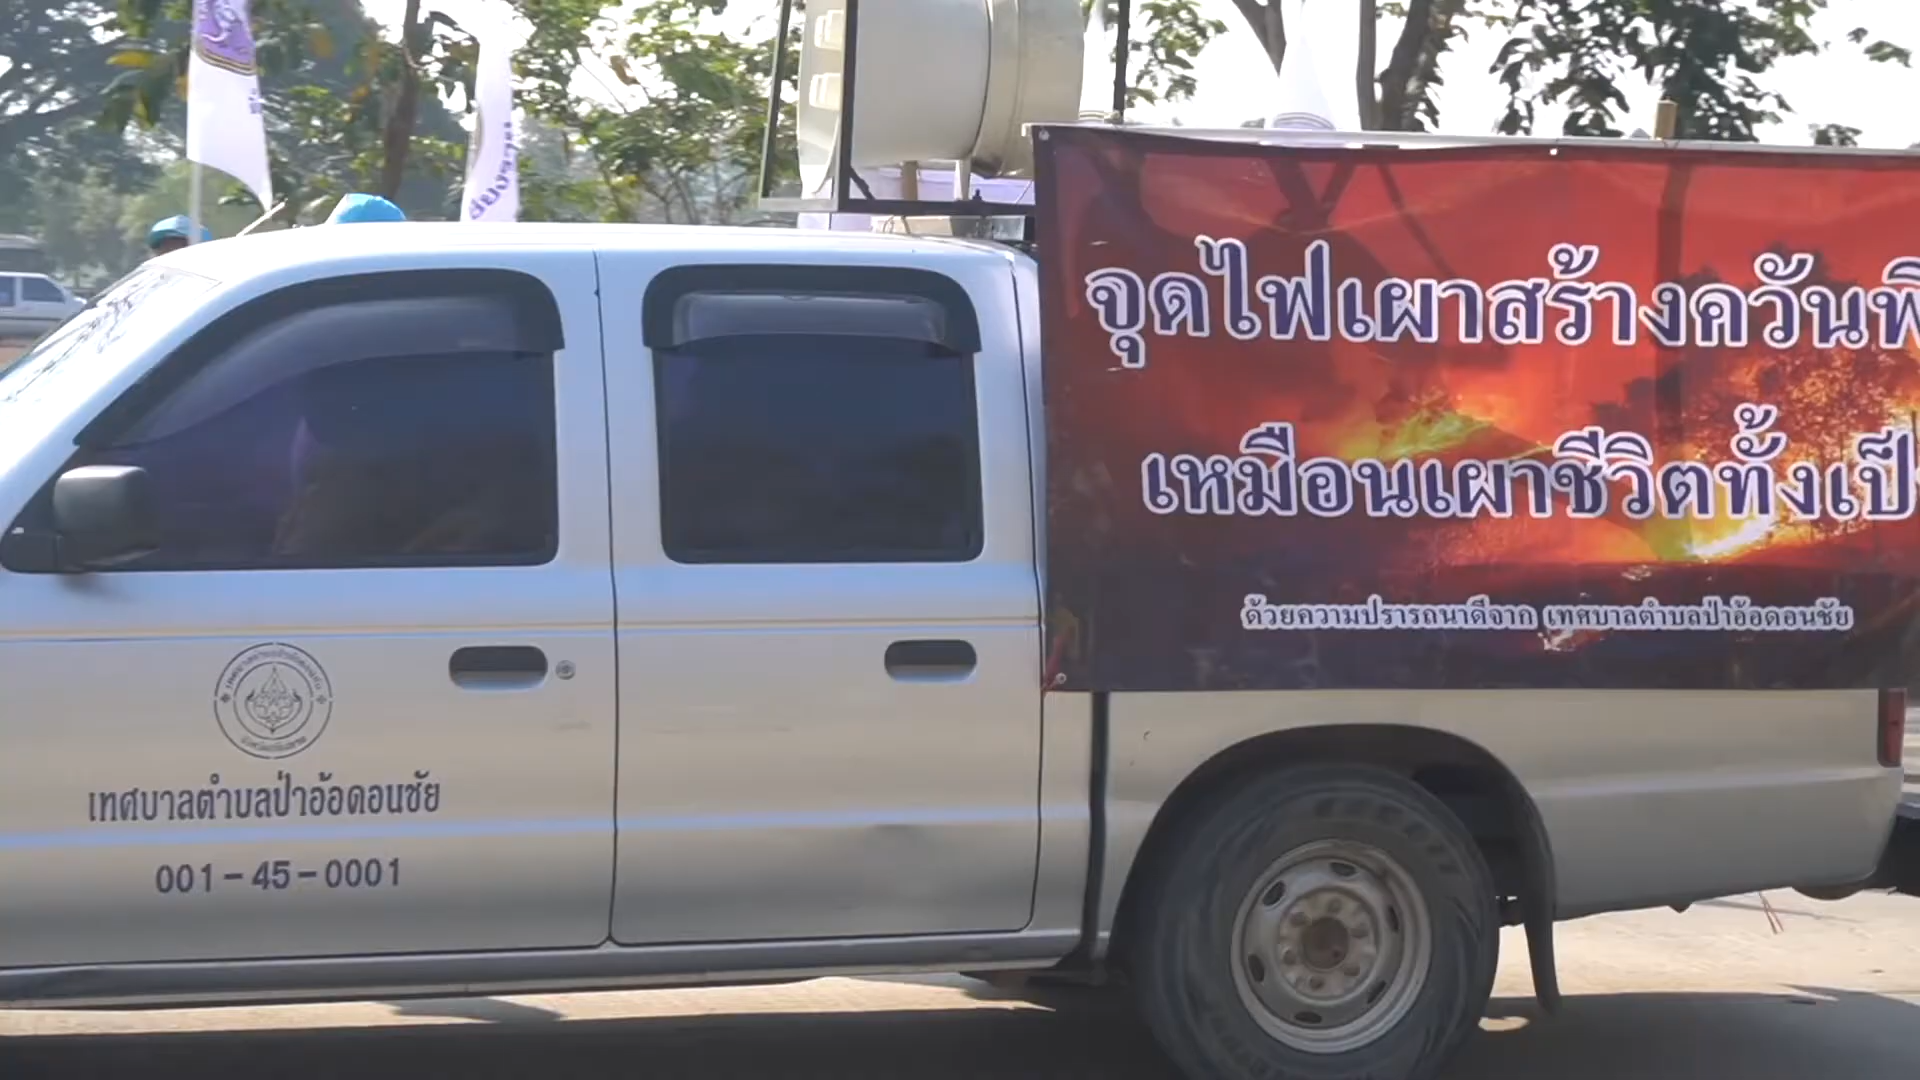 จุดไฟเผาสร้างควันพิ
เหมือนเผาชีวิตทั้งเป็
ด้วยความปรารถนาดีจาก เทศบาลตำบลป่าอ้อดอนชัย
เทศบาลตำบลป่าอ้อดอนชัย
001-45-0001